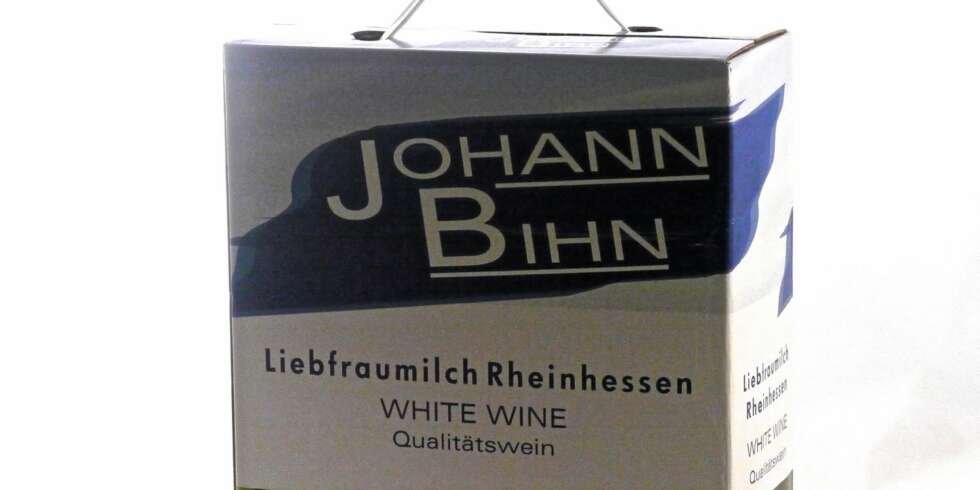 JOHANN
BIHN
Liebfraumilch Rheinhessen
WHITE WINE
Qualitätswein
Liebfraumilch
Rheinhessen
WHITE WINE
Qualitätswein